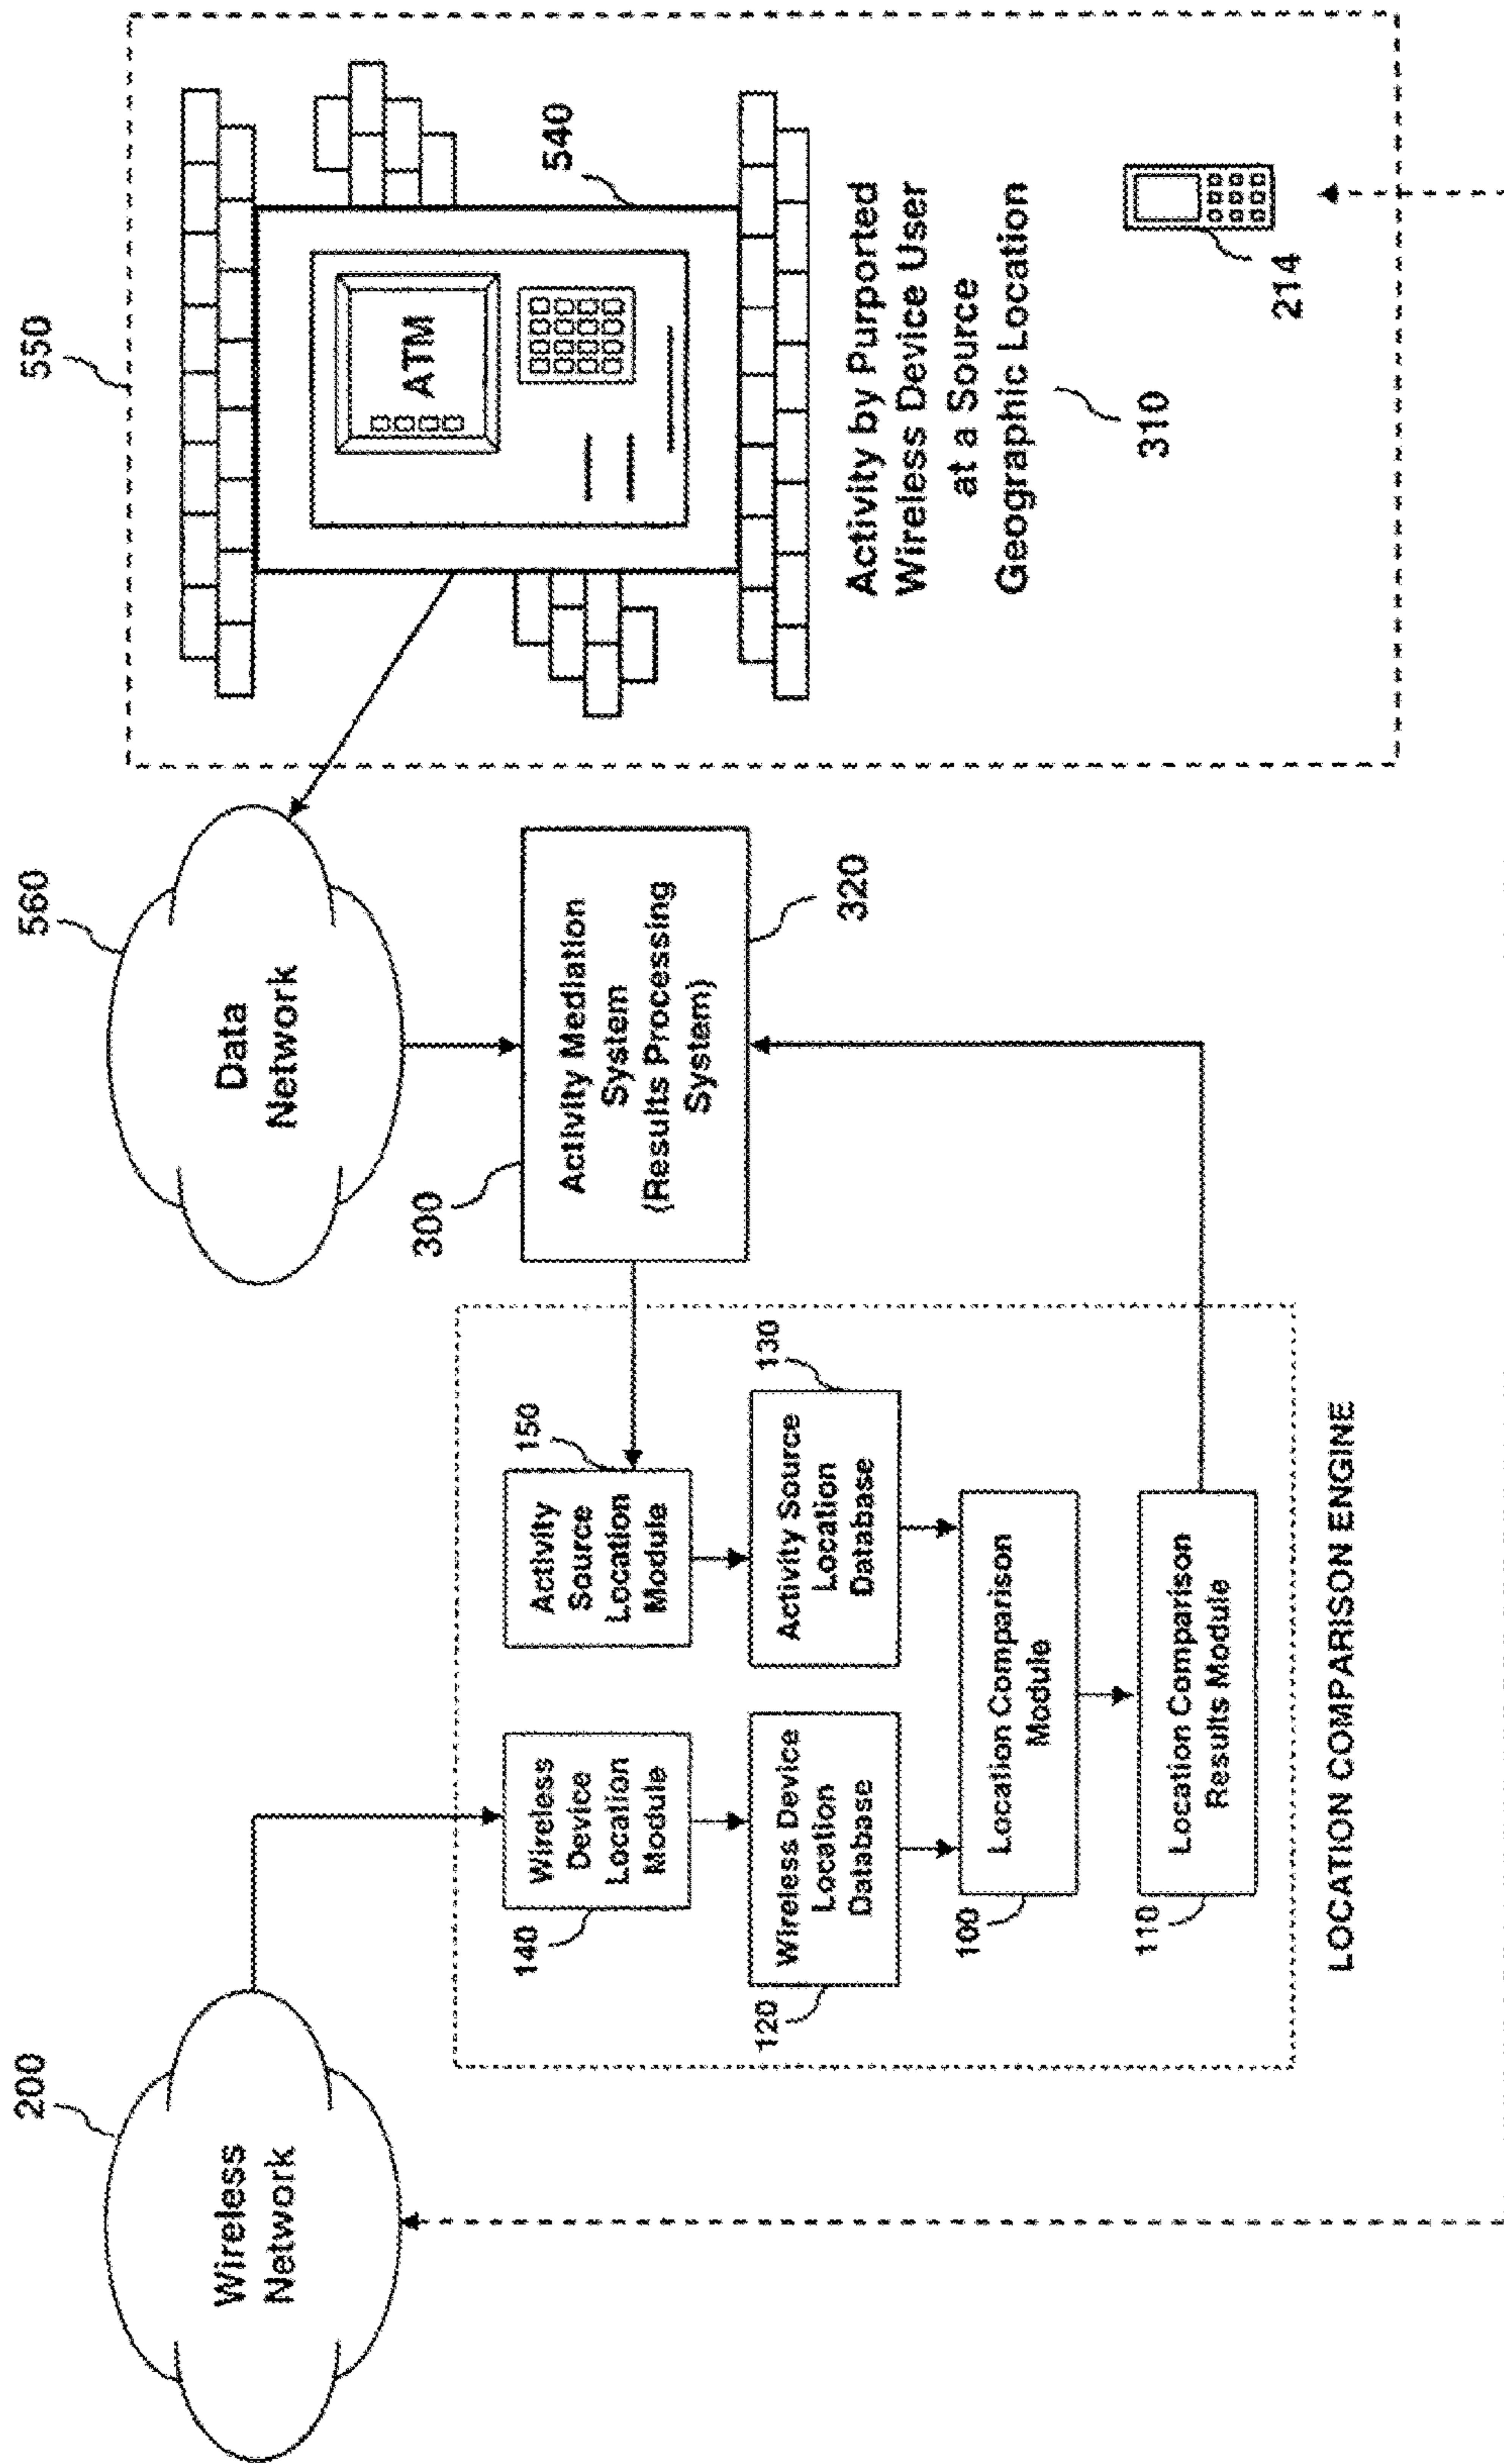 200
Wireless
Network
560
Data
Network
550
ATM
540
Activity by Purported
Wireless Device User
at a Source
Geographic Location
310
214
300
Activity Mediation
System
(Results Processing
System)
320
140
Wireless
Device
Location
Module
150
Activity
Source
Location
Module
120
Wireless Device
Location
Database
130
Activity Source
Location
Database
100
Location Comparison
Module
110
Location Comparison
Results Module
LOCATION COMPARISON ENGINE